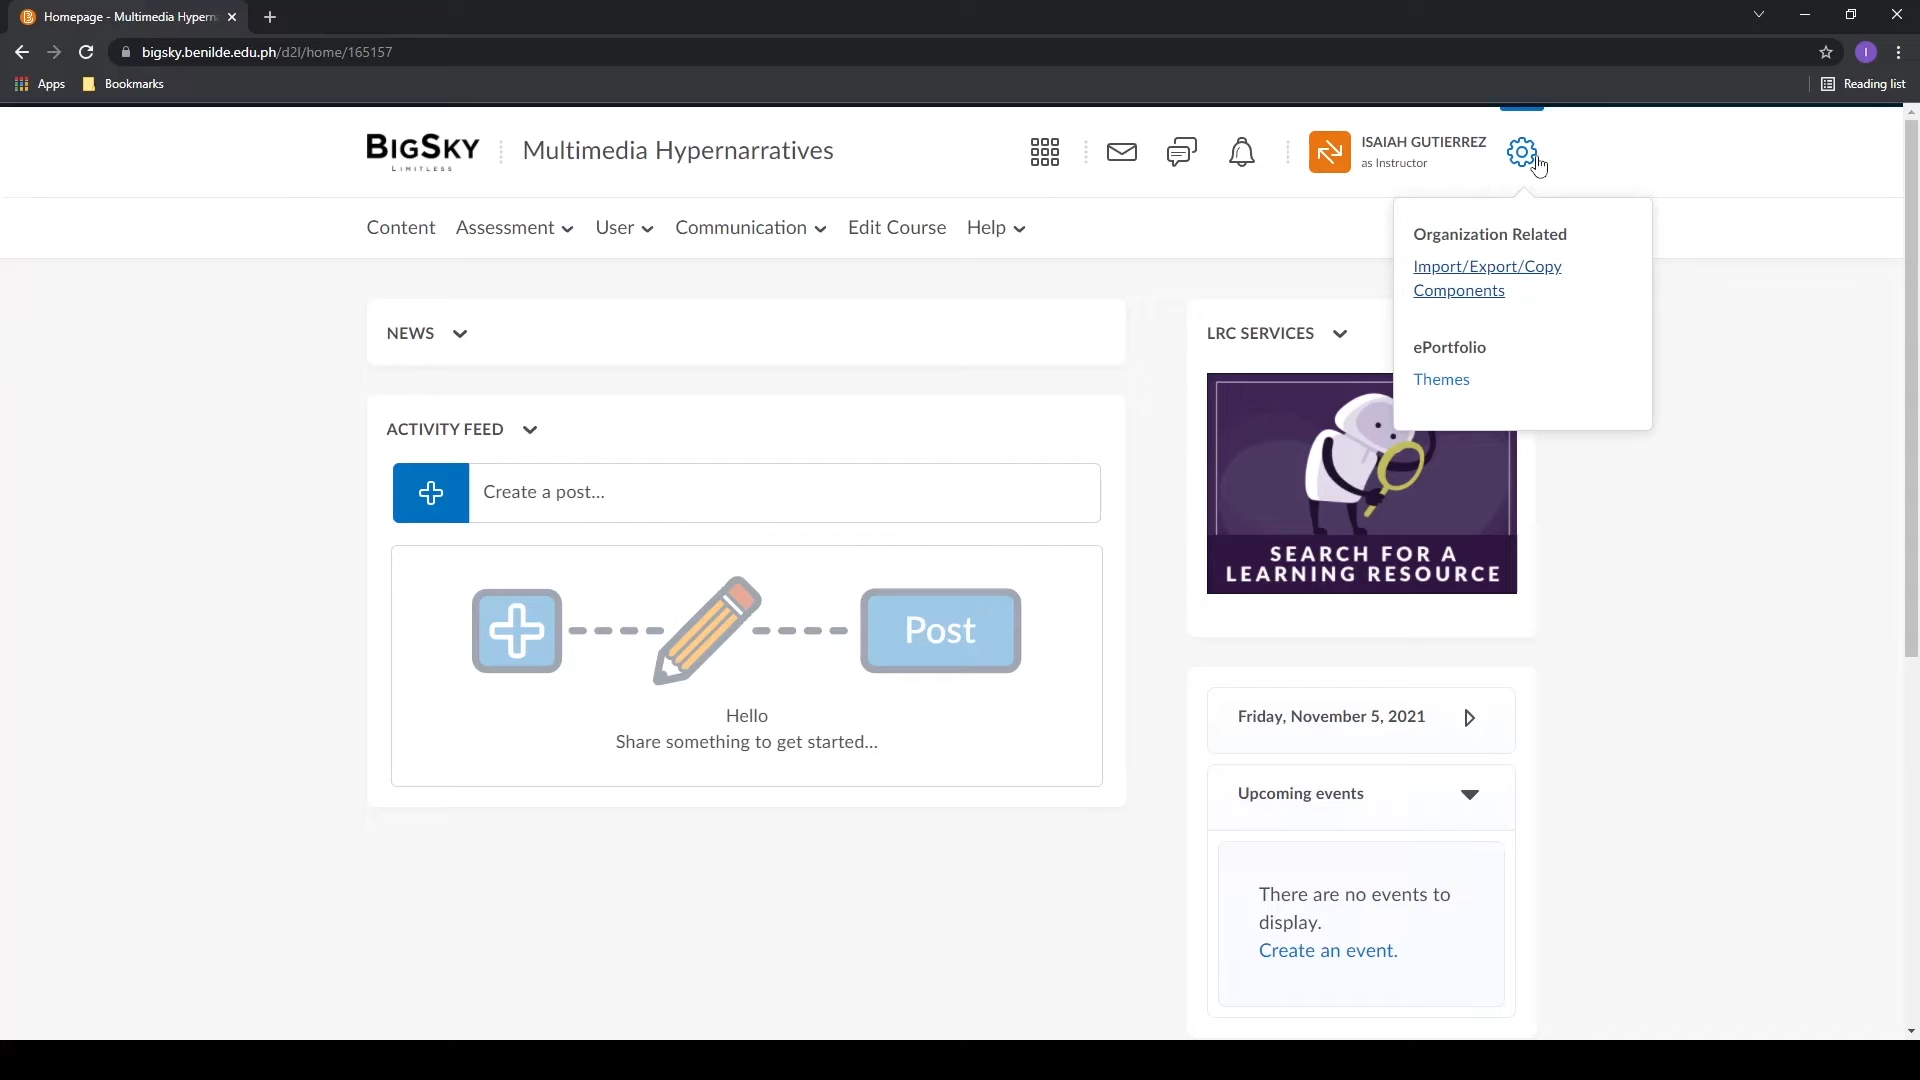 Homepage - Multimedia Hypern
bigsky.benilde.edu.ph/d2l/home/165157
I
Apps
Bookmarks
Reading list
BIGSKY
LIMITLESS
Multimedia Hypernarratives
ISAIAH GUTIERREZ
as Instructor
Content
Assessment
User
Communication
Edit Course
Help
Organization Related
Import/Export/Copy
Components
ePortfolio
Themes
NEWS
ACTIVITY FEED
Create a post...
Post
Hello
Share something to get started...
LRC SERVICES
SEARCH FOR A
LEARNING RESOURCE
Friday, November 5, 2021
Upcoming events
There are no events to
display.
Create an event.